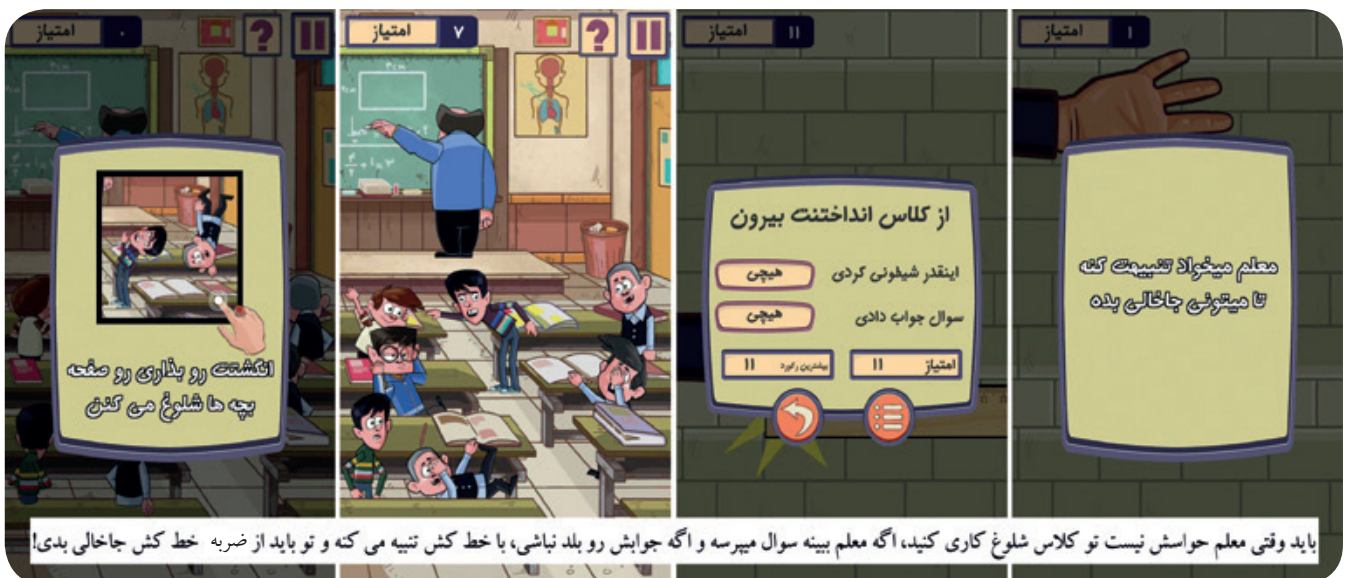 امتیاز ۰
?
انگشتت رو بذاری رو صفحه
بچه ها شلوغ می کنن
امتیاز ۷
?
۳cm
امتیاز ۱۱
از کلاس انداختنت بیرون
اینقدر شیطونی کردی هیچی
سوال جواب دادی هیچی
امتیاز ۱۱
بیشترین رکورد ۱۱
امتیاز ۱
معلم میخواد تنبیهت کنه
تا میتونی جاخالی بده
باید وقتی معلم حواسش نیست تو کلاس شلوغ کاری کنید، اگه معلم ببینه سوال میپرسه و اگه جوابش رو بلد نباشی، با خط کش تنبیه می کنه و تو باید از ضربه خط کش جاخالی بدی!